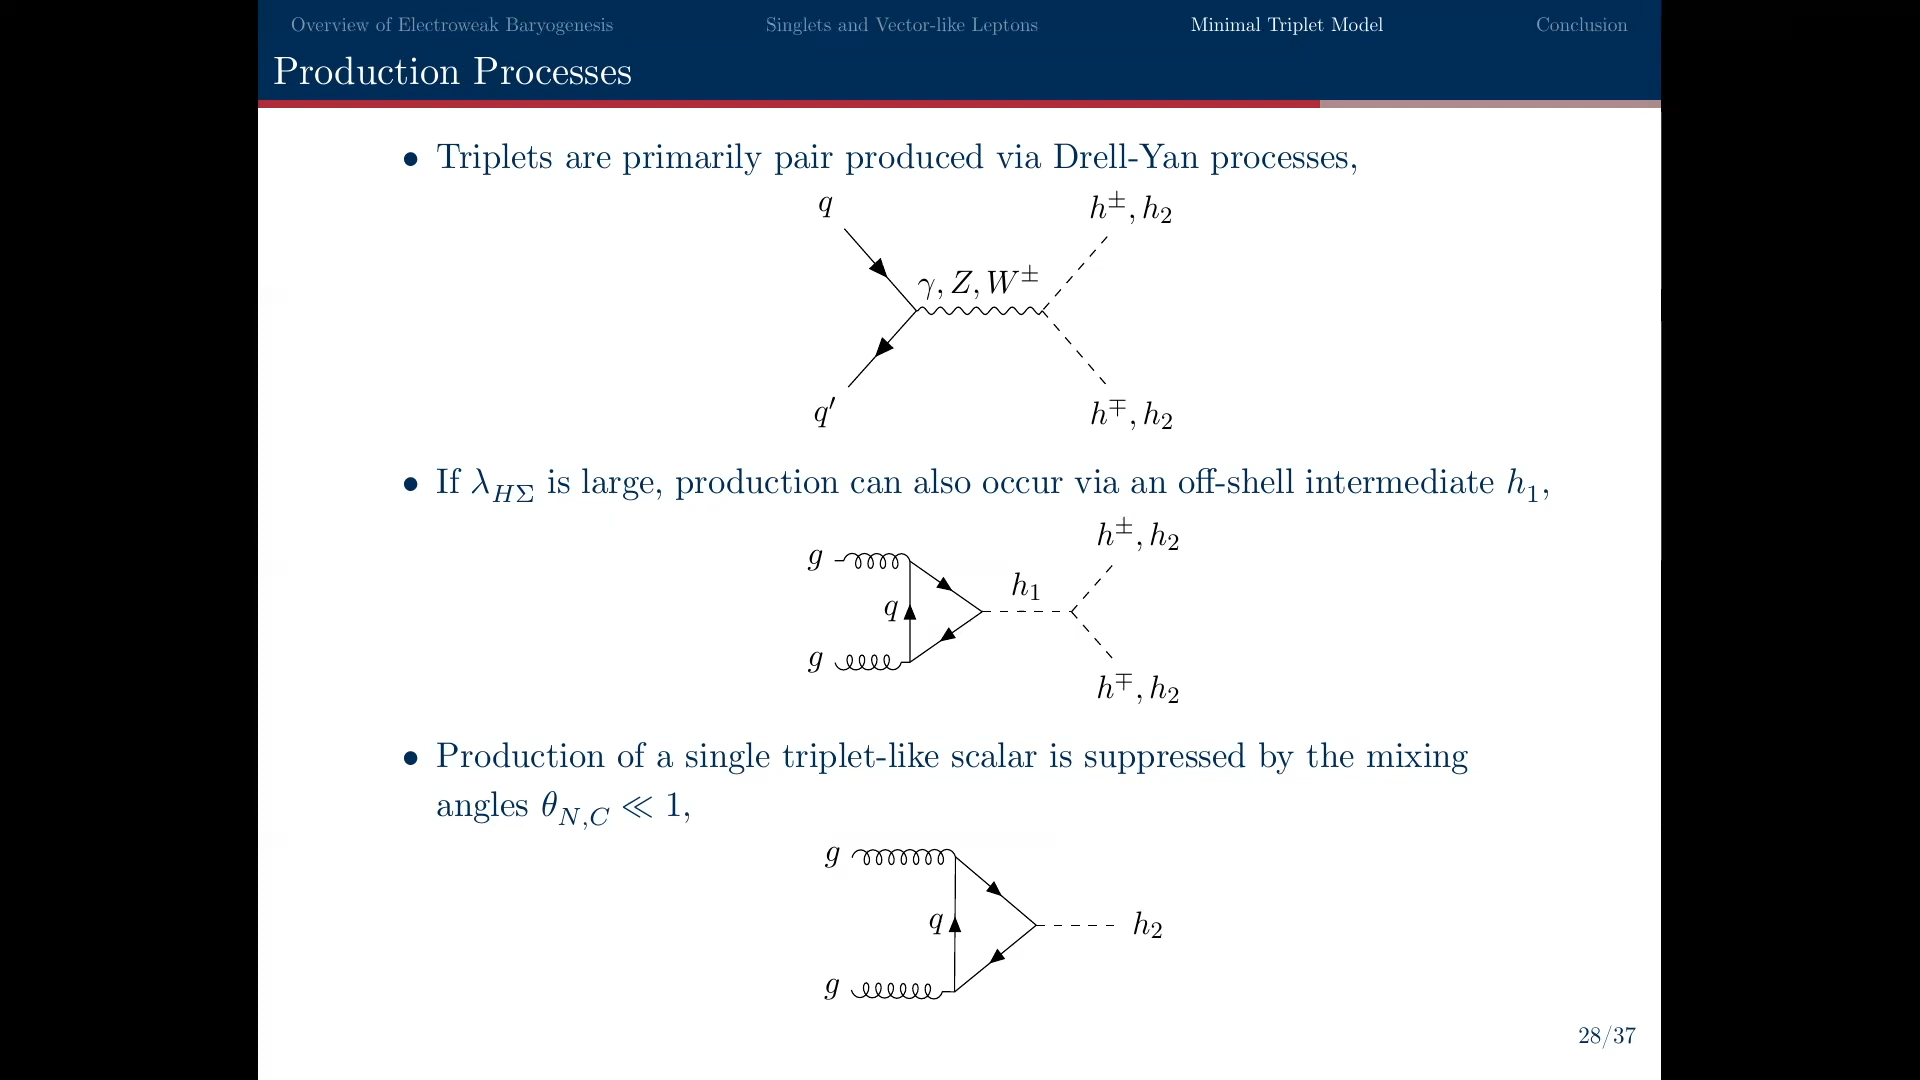 Overview of Electroweak Baryogenesis Singlets and Vector-like Leptons Minimal Triplet Model Conclusion
Production Processes
• Triplets are primarily pair produced via Drell-Yan processes,
q
h^±, h₂
γ, Z, W^±
q′
h^∓, h₂
• If λ_{HΣ} is large, production can also occur via an off-shell intermediate h₁,
h^±, h₂
g
h₁
q
g
h^∓, h₂
• Production of a single triplet-like scalar is suppressed by the mixing
angles θ_{N,C} ≪ 1,
g
q
h₂
g
28/37